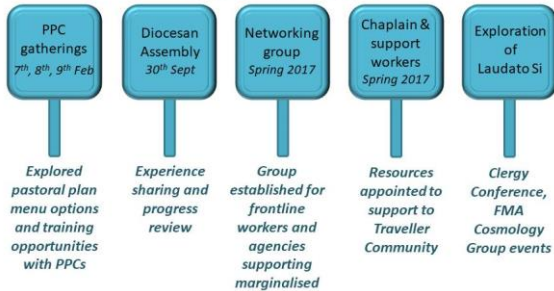 PPC
gatherings
7th, 8th, 9th Feb
Diocesan
Assembly
30th Sept
Networking
group
Spring 2017
Chaplain &
support
workers
Spring 2017
Exploration
of
Laudato Si
Explored
pastoral plan
menu options
and training
opportunities
with PPCs
Experience
sharing and
progress
review
Group
established for
frontline
workers and
agencies
supporting
marginalised
Resources
appointed to
support to
Traveller
Community
Clergy
Conference,
FMA
Cosmology
Group events